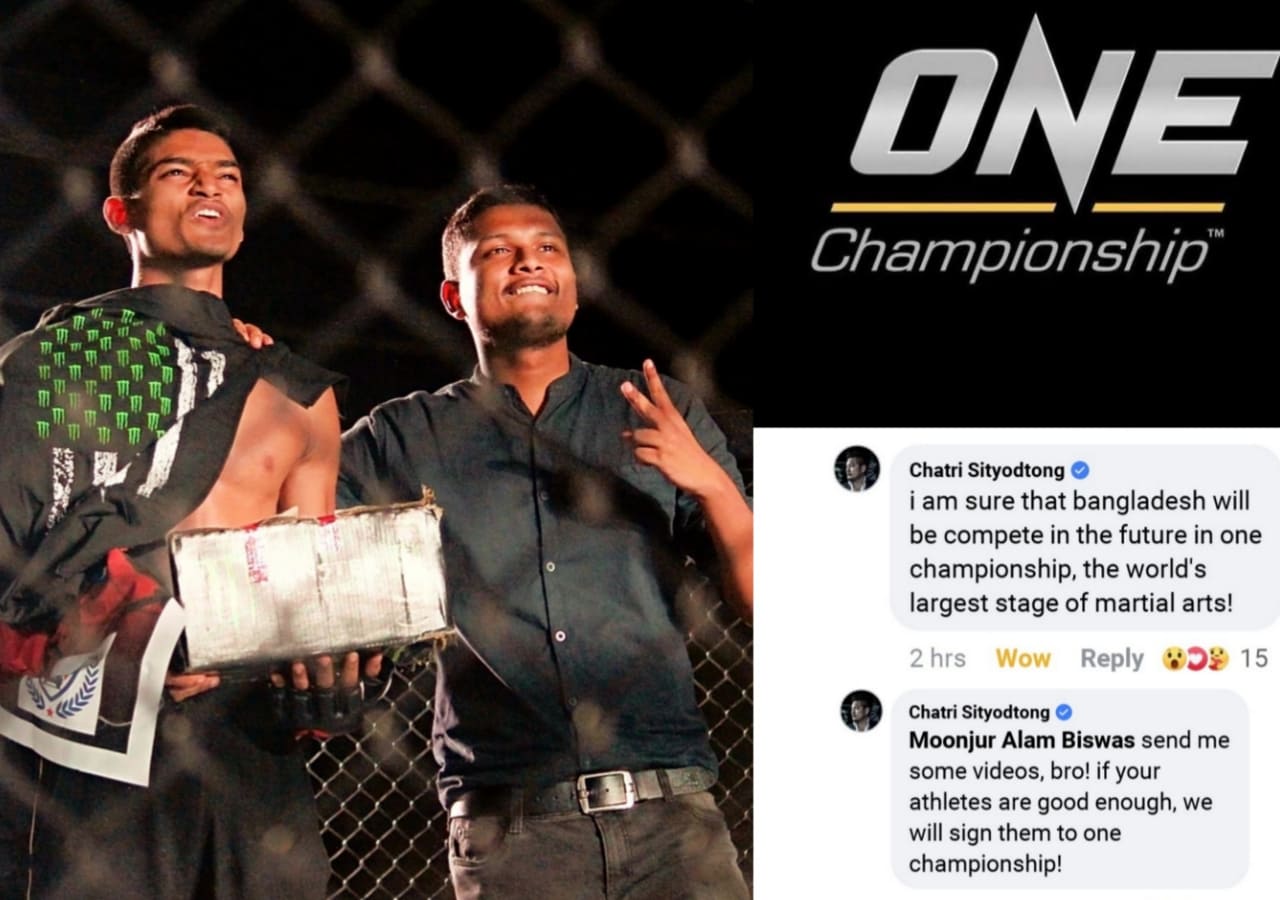 ONE
Championship™
Chatri Sityodtong
i am sure that bangladesh will
be compete in the future in one
championship, the world's
largest stage of martial arts!
2 hrs Wow Reply 15
Chatri Sityodtong
Moonjur Alam Biswas send me
some videos, bro! if your
athletes are good enough, we
will sign them to one
championship!